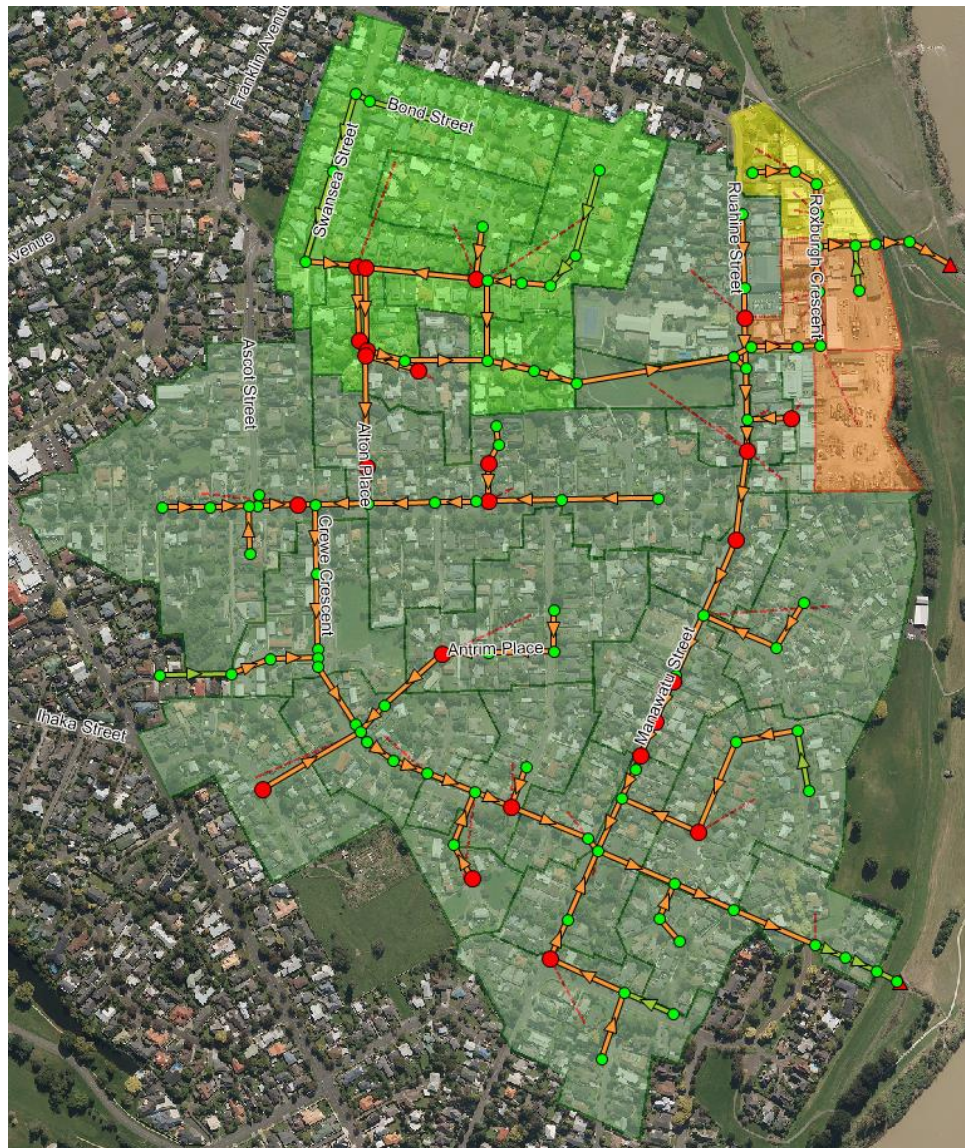 Franklin Avenue
Bond Street
Swansea Street
Avenue
Ruahine Street
Roxburgh Crescent
Ascot Street
Alton Place
Crewe Crescent
Antrim Place
Manawatu Street
Ihaka Street